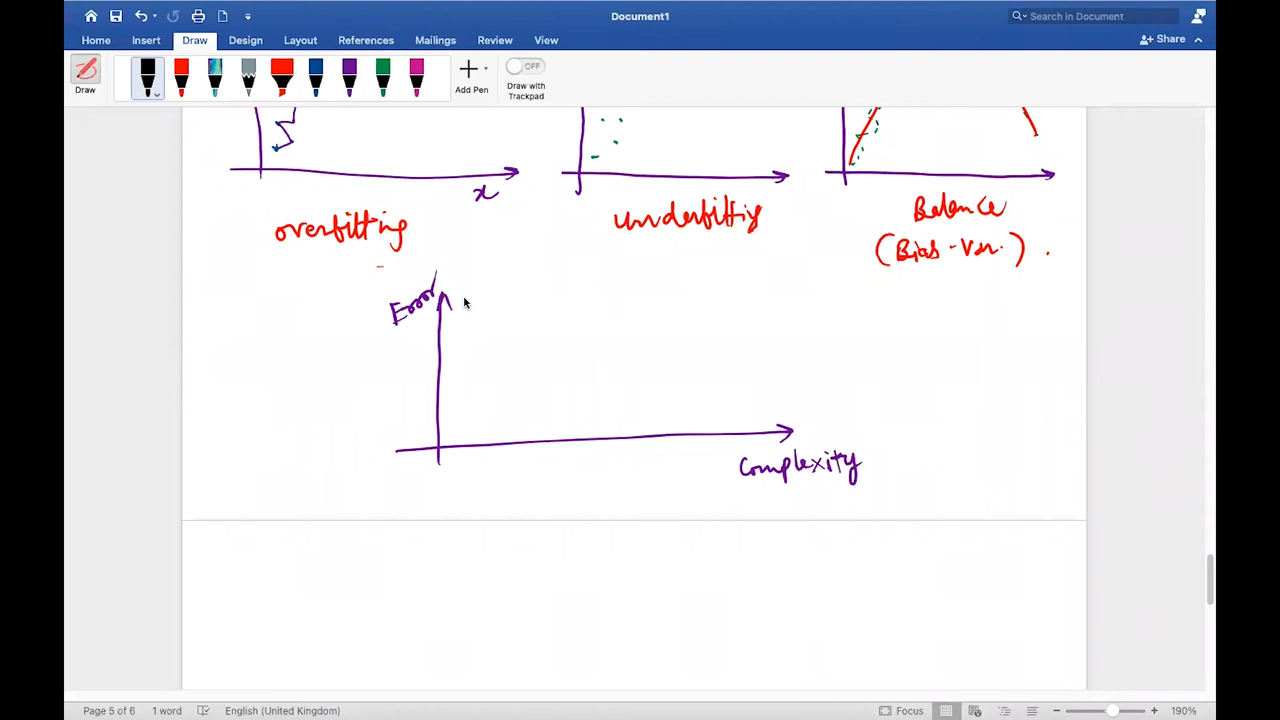 Document1
Search in Document
Home Insert Draw Design Layout References Mailings Review View
Share
Draw
Add Pen
OFF
Draw with
Trackpad
x
overfitting
underfittig
Balance
(Bias-Var.).
Error
Complexity
Page 5 of 6
1 word
English (United Kingdom)
Focus
190%